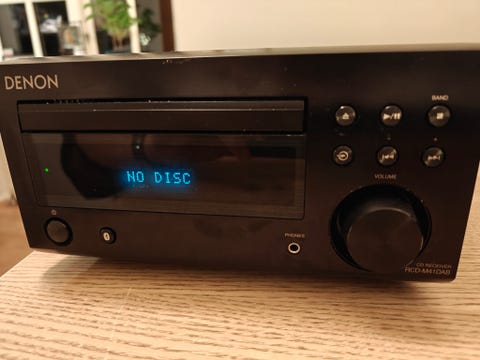 DENON
BAND
NO DISC
VOLUME
PHONES
CD RECEIVER
RCD-M41DAB